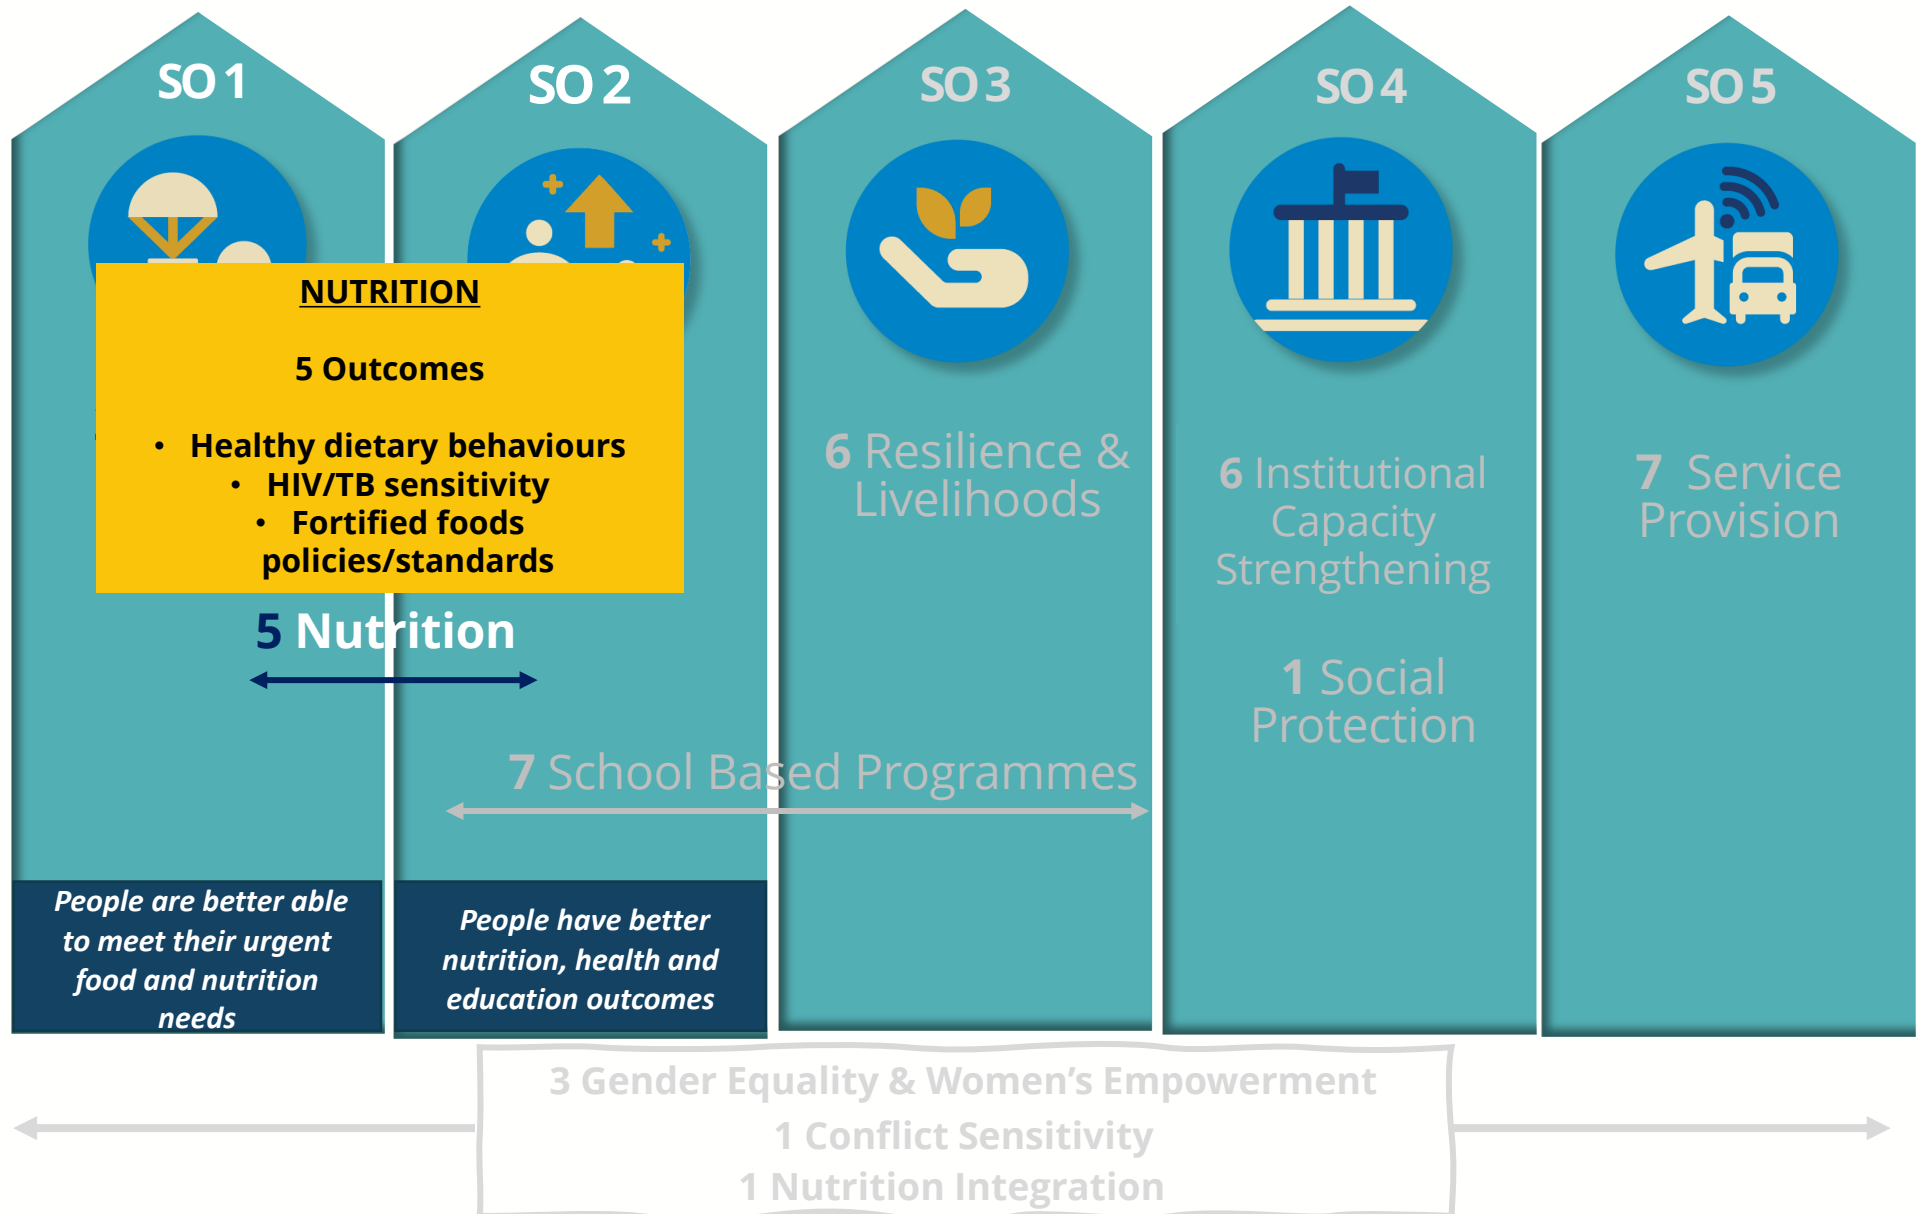 SO 1
SO 2
SO 3
SO 4
SO 5
NUTRITION
5 Outcomes
• Healthy dietary behaviours
• HIV/TB sensitivity
• Fortified foods
policies/standards
5 Nutrition
6 Resilience &
Livelihoods
6 Institutional
Capacity
Strengthening
1 Social
Protection
7 Service
Provision
7 School Based Programmes
People are better able
to meet their urgent
food and nutrition
needs
People have better
nutrition, health and
education outcomes
3 Gender Equality & Women’s Empowerment
1 Conflict Sensitivity
1 Nutrition Integration